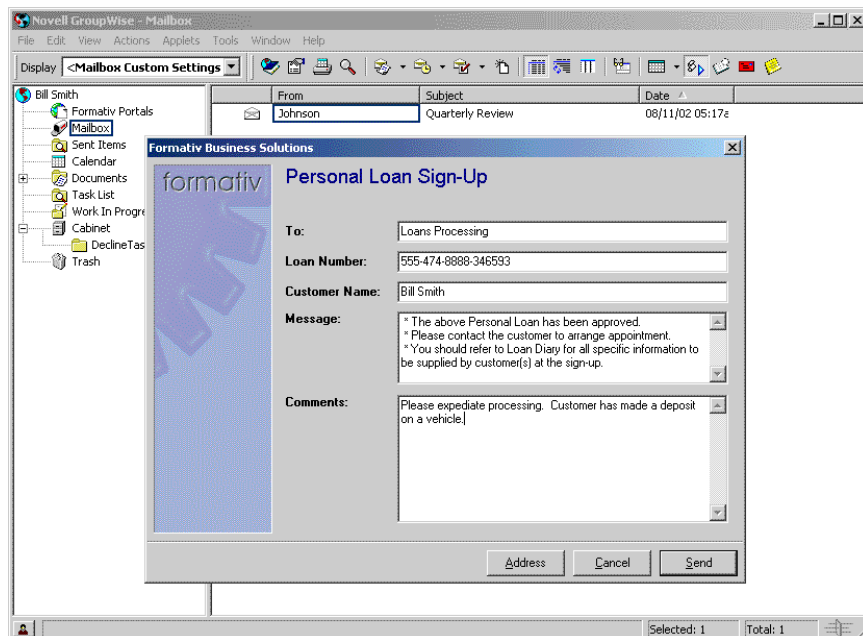 Novell GroupWise - Mailbox
File Edit View Actions Applets Tools Window Help
Display <Mailbox Custom Settings
Bill Smith
From Subject Date
Formativ Portals
Johnson Quarterly Review 08/11/02 05:17a
Mailbox
Sent Items
Calendar
Documents
Task List
Work In Progre
Cabinet
DeclineTas
Trash
Formativ Business Solutions
formativ
Personal Loan Sign-Up
To: Loans Processing
Loan Number: 555-474-8888-346593
Customer Name: Bill Smith
Message: * The above Personal Loan has been approved.
* Please contact the customer to arrange appointment.
* You should refer to Loan Diary for all specific information to
be supplied by customer(s) at the sign-up.
Comments: Please expediate processing. Customer has made a deposit
on a vehicle.
Address Cancel Send
Selected: 1 Total: 1